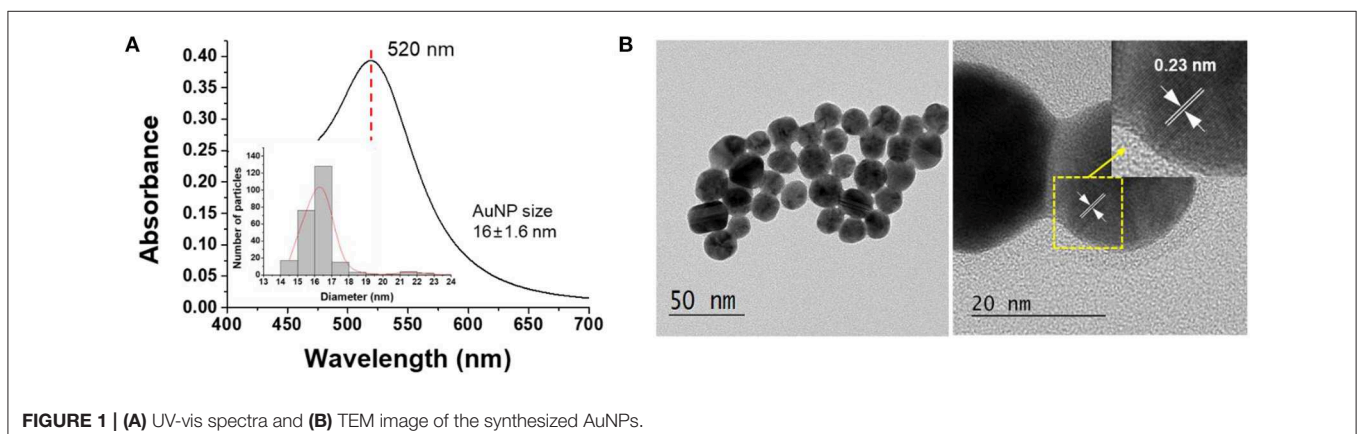 A
520 nm
0.40
0.35
0.30
0.25
0.20
0.15
0.10
0.05
0.00
Absorbance
400 450 500 550 600 650 700
Wavelength (nm)
140
120
100
80
60
40
20
0
Number of particles
13 14 15 16 17 18 19 20 21 22 23 24
Diameter (nm)
AuNP size
16±1.6 nm
B
50 nm
0.23 nm
20 nm
FIGURE 1 | (A) UV-vis spectra and (B) TEM image of the synthesized AuNPs.